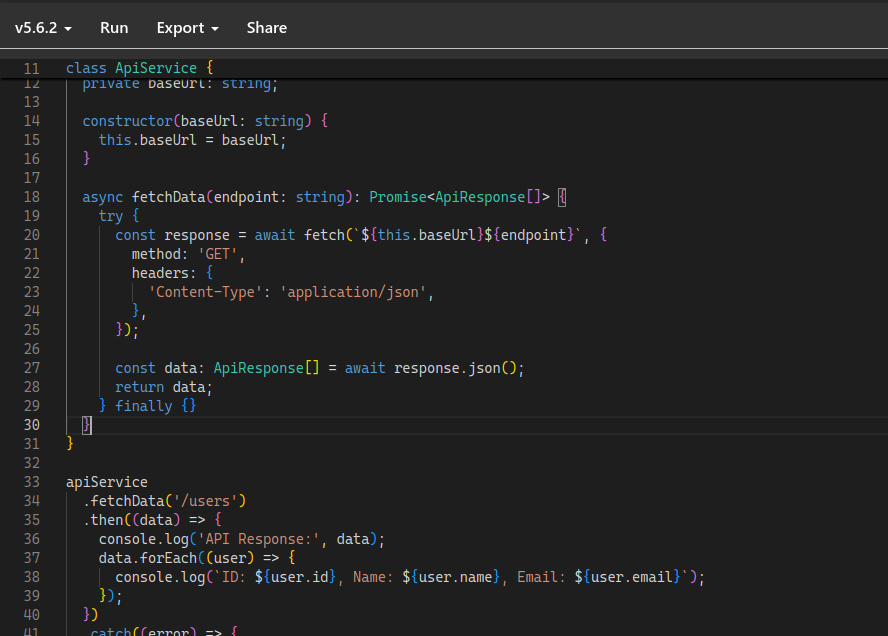 v5.6.2 Run Export Share
11 class ApiService {
12   private baseUrl: string;
13
14   constructor(baseUrl: string) {
15     this.baseUrl = baseUrl;
16   }
17
18   async fetchData(endpoint: string): Promise<ApiResponse[]> {
19     try {
20       const response = await fetch(`${this.baseUrl}${endpoint}`, {
21         method: 'GET',
22         headers: {
23           'Content-Type': 'application/json',
24         },
25       });
26
27       const data: ApiResponse[] = await response.json();
28       return data;
29     } finally {}
30   }
31 }
32
33 apiService
34   .fetchData('/users')
35   .then((data) => {
36     console.log('API Response:', data);
37     data.forEach((user) => {
38       console.log(`ID: ${user.id}, Name: ${user.name}, Email: ${user.email}`);
39     });
40   })
41   .catch((error) => {